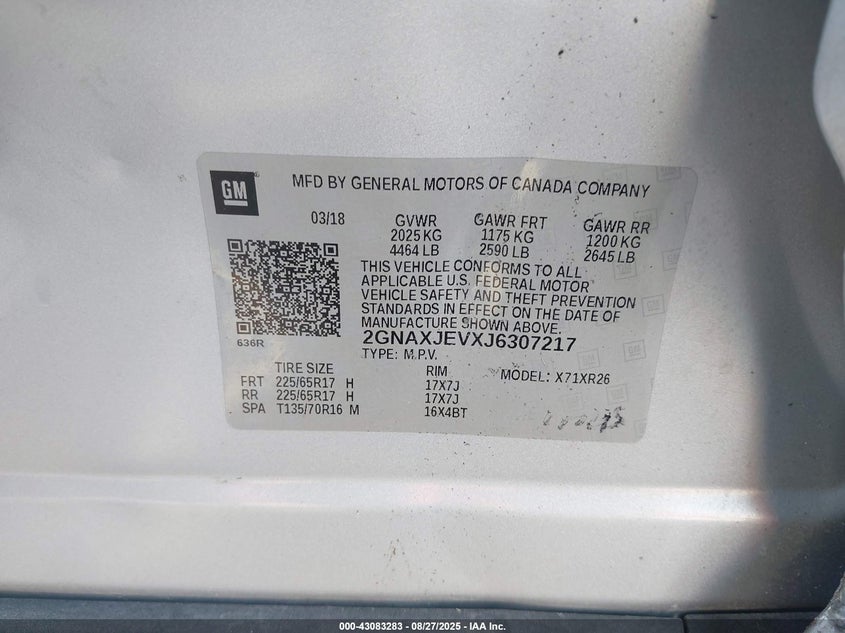 GM
MFD BY GENERAL MOTORS OF CANADA COMPANY
03/18 GVWR GAWR FRT GAWR RR
2025 KG 1175 KG 1200 KG
4464 LB 2590 LB 2645 LB
THIS VEHICLE CONFORMS TO ALL
APPLICABLE U.S. FEDERAL MOTOR
VEHICLE SAFETY AND THEFT PREVENTION
STANDARDS IN EFFECT ON THE DATE OF
MANUFACTURE SHOWN ABOVE.
636R
2GNAXJEVXJ6307217
TYPE: M.P.V.
TIRE SIZE RIM MODEL: X71XR26
FRT 225/65R17 H 17X7J
RR 225/65R17 H 17X7J
SPA T135/70R16 M 16X4BT
000-43083283 - 08/27/2025 - IAA Inc.